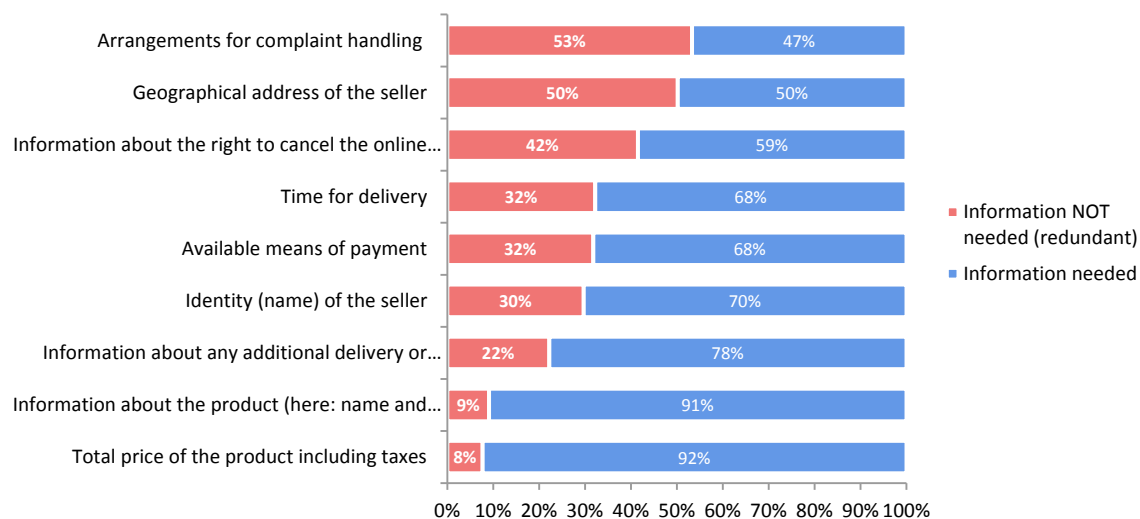 Arrangements for complaint handling 53% 47%
Geographical address of the seller 50% 50%
Information about the right to cancel the online... 42% 59%
Time for delivery 32% 68%
Available means of payment 32% 68%
Identity (name) of the seller 30% 70%
Information about any additional delivery or... 22% 78%
Information about the product (here: name and... 9% 91%
Total price of the product including taxes 8% 92%
0% 10% 20% 30% 40% 50% 60% 70% 80% 90% 100%
Information NOT
needed (redundant)
Information needed